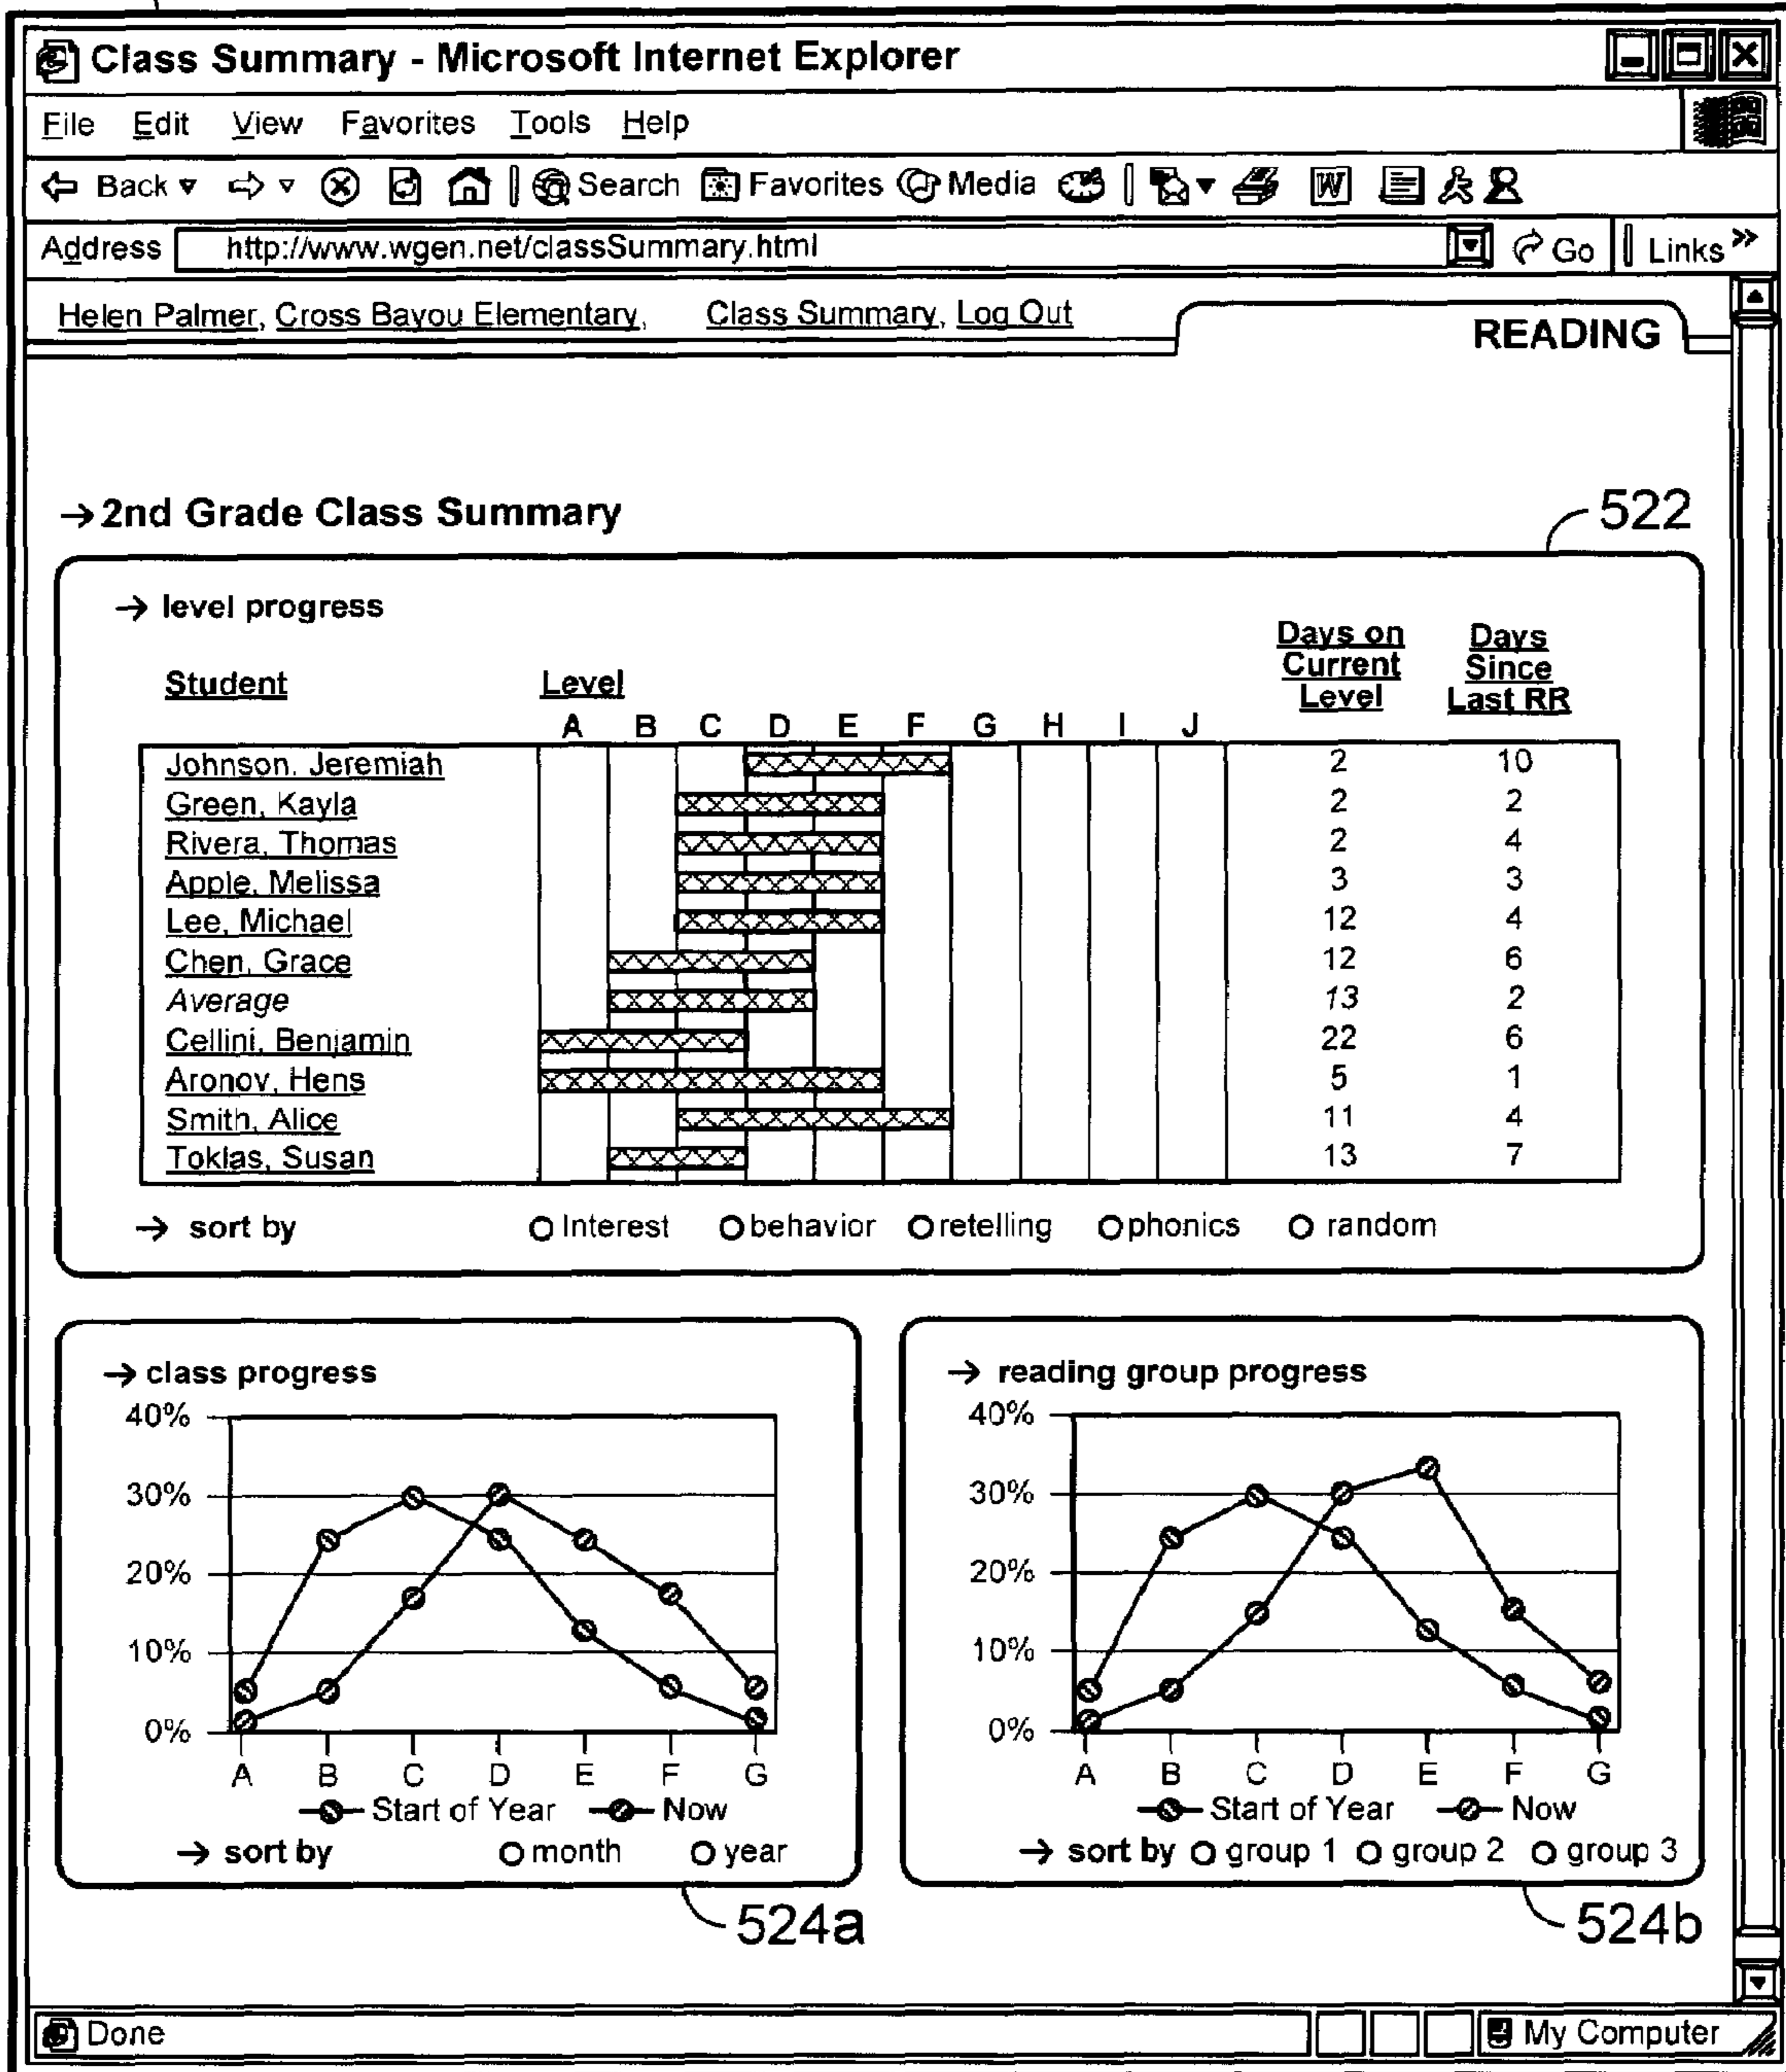 Class Summary - Microsoft Internet Explorer
File Edit View Favorites Tools Help
Back Search Favorites Media W
Address http://www.wgen.net/classSummary.html Go Links »
Helen Palmer, Cross Bayou Elementary, Class Summary, Log Out
READING
→2nd Grade Class Summary
522
→ level progress
Student Level Days on Current Level Days Since Last RR
A B C D E F G H I J
Johnson. Jeremiah 2 10
Green, Kayla 2 2
Rivera, Thomas 2 4
Apple, Melissa 3 3
Lee, Michael 12 4
Chen, Grace 12 6
Average 13 2
Cellini, Benjamin 22 6
Aronov, Hens 5 1
Smith, Alice 11 4
Toklas, Susan 13 7
→ sort by Interest behavior retelling phonics random
→ class progress
40%
30%
20%
10%
0%
A B C D E F G
Start of Year Now
→ sort by month year
524a
→ reading group progress
40%
30%
20%
10%
0%
A B C D E F G
Start of Year Now
→ sort by group 1 group 2 group 3
524b
Done My Computer